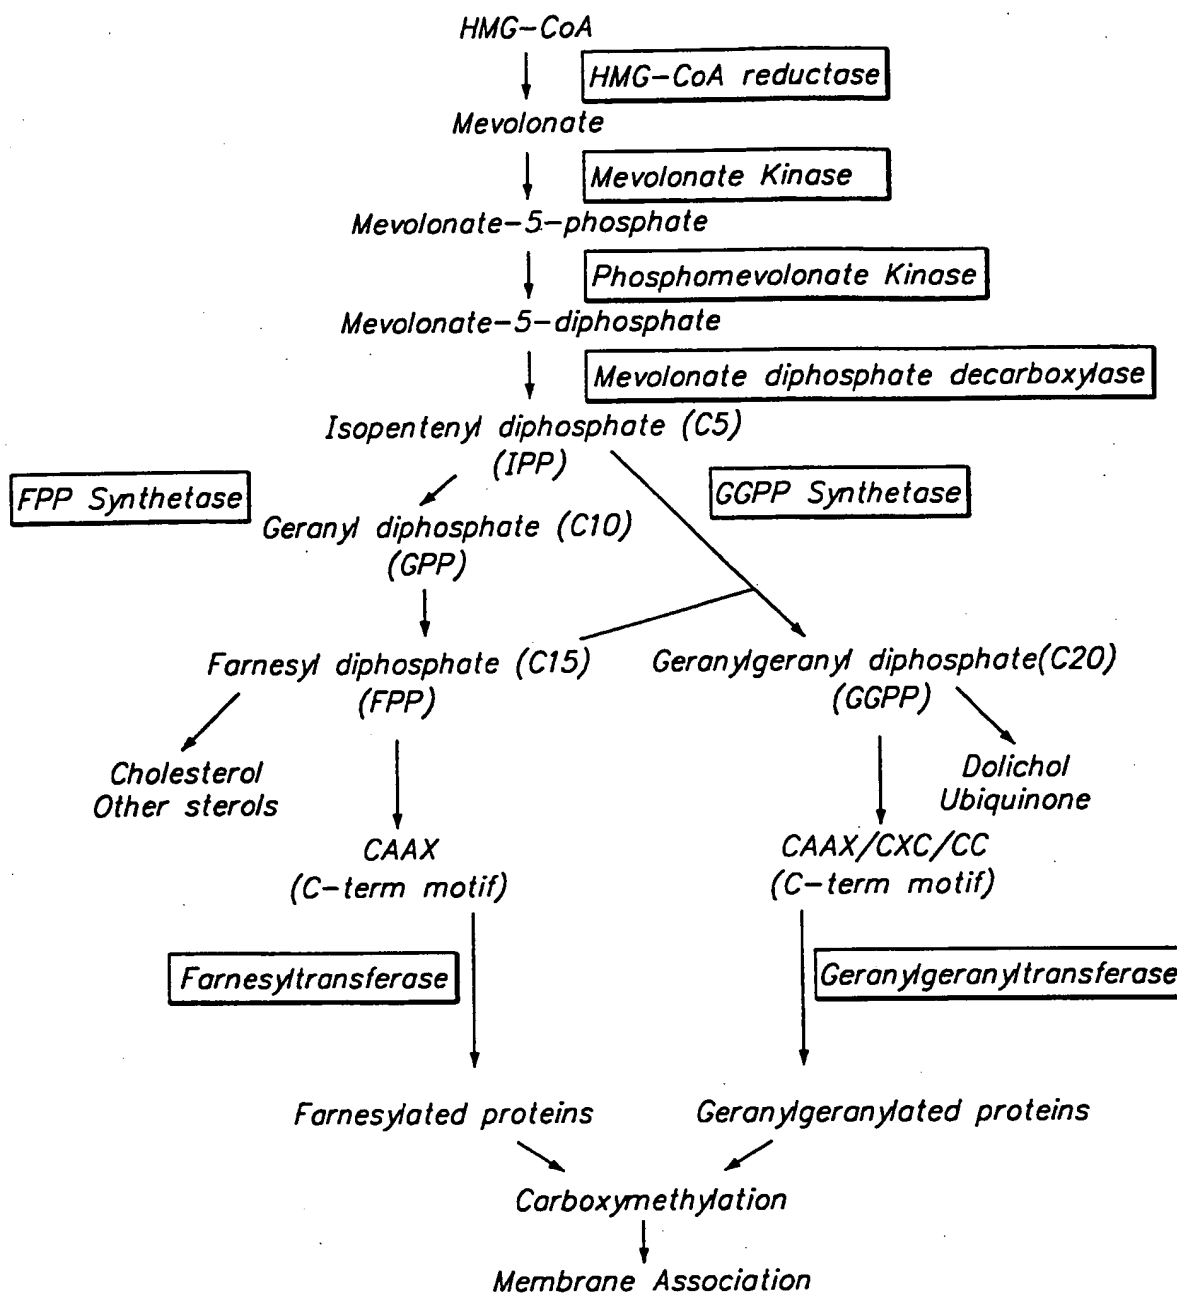 HMG-CoA
HMG-CoA reductase
Mevolonate
Mevolonate Kinase
Mevolonate-5-phosphate
Phosphomevolonate Kinase
Mevolonate-5-diphosphate
Mevolonate diphosphate decarboxylase
Isopentenyl diphosphate (C5)
(IPP)
FPP Synthetase
GGPP Synthetase
Geranyl diphosphate (C10)
(GPP)
Farnesyl diphosphate (C15)
(FPP)
Geranylgeranyl diphosphate(C20)
(GGPP)
Cholesterol
Other sterols
Dolichol
Ubiquinone
CAAX
(C-term motif)
CAAX/CXC/CC
(C-term motif)
Farnesyltransferase
Geranylgeranyltransferase
Farnesylated proteins
Geranylgeranylated proteins
Carboxymethylation
Membrane Association